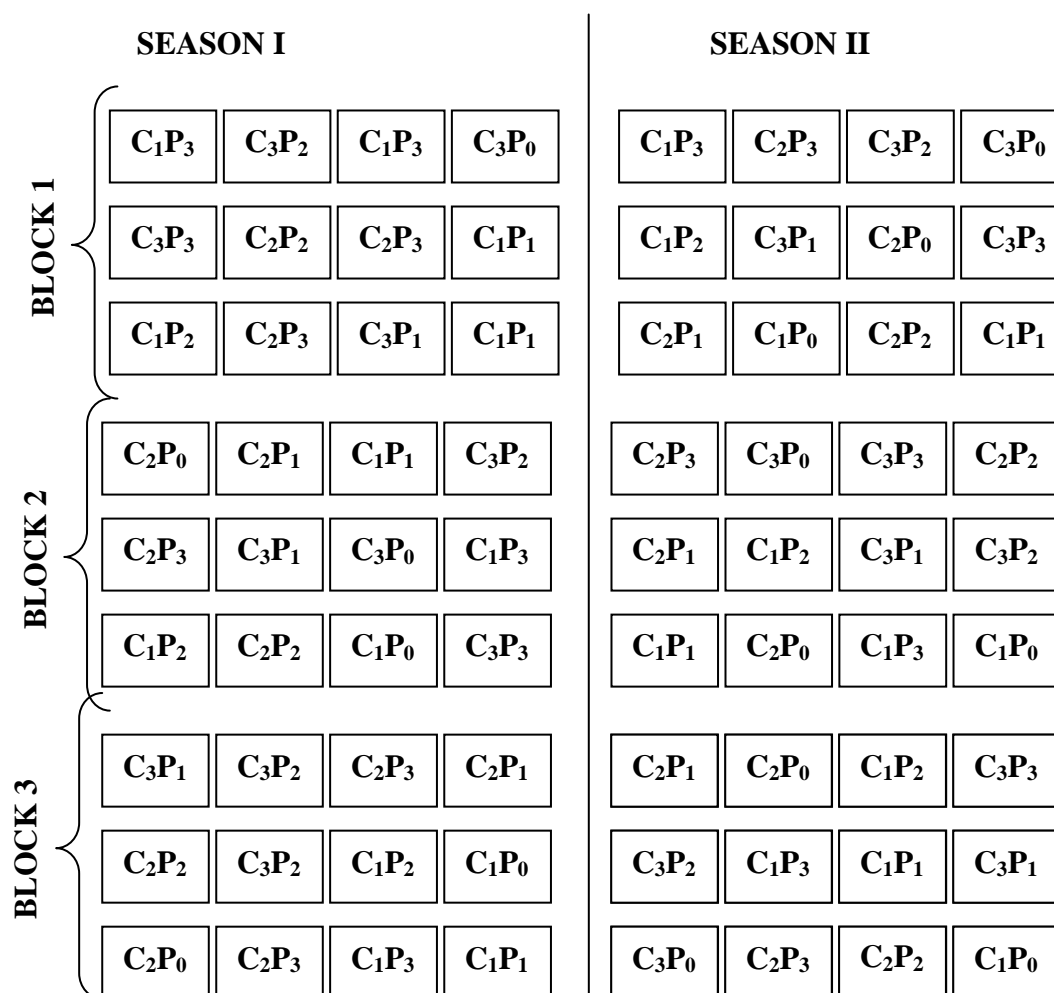 SEASON I SEASON II
BLOCK 1
C₁P₃ C₃P₂ C₁P₃ C₃P₀ C₁P₃ C₂P₃ C₃P₂ C₃P₀
C₃P₃ C₂P₂ C₂P₃ C₁P₁ C₁P₂ C₃P₁ C₂P₀ C₃P₃
C₁P₂ C₂P₃ C₃P₁ C₁P₁ C₂P₁ C₁P₀ C₂P₂ C₁P₁
BLOCK 2
C₂P₀ C₂P₁ C₁P₁ C₃P₂ C₂P₃ C₃P₀ C₃P₃ C₂P₂
C₂P₃ C₃P₁ C₃P₀ C₁P₃ C₂P₁ C₁P₂ C₃P₁ C₃P₂
C₁P₂ C₂P₂ C₁P₀ C₃P₃ C₁P₁ C₂P₀ C₁P₃ C₁P₀
BLOCK 3
C₃P₁ C₃P₂ C₂P₃ C₂P₁ C₂P₁ C₂P₀ C₁P₂ C₃P₃
C₂P₂ C₃P₂ C₁P₂ C₁P₀ C₃P₂ C₁P₃ C₁P₁ C₃P₁
C₂P₀ C₂P₃ C₁P₃ C₁P₁ C₃P₀ C₂P₃ C₂P₂ C₁P₀